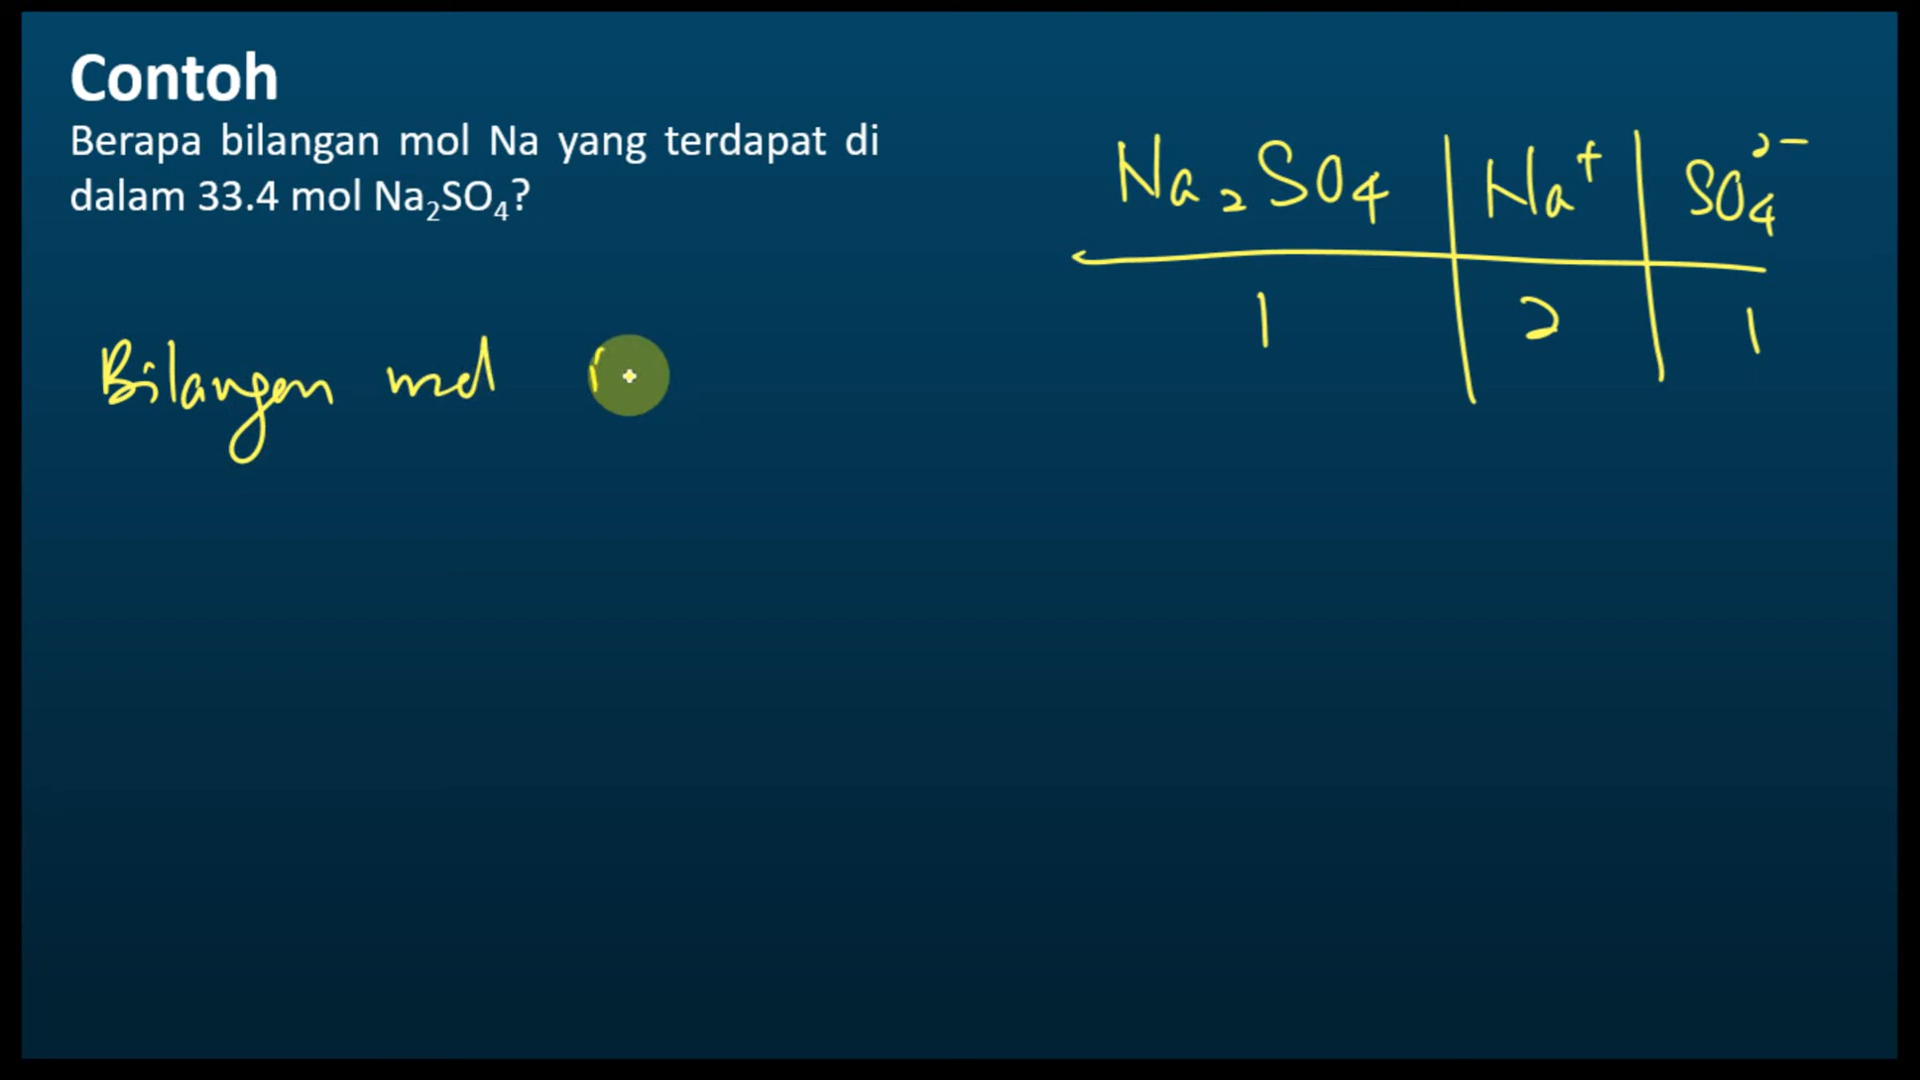 Contoh
Berapa bilangan mol Na yang terdapat di
dalam 33.4 mol Na₂SO₄?
Na₂SO₄ | Na⁺ | SO₄²⁻
1 | 2 | 1
Bilangan mol